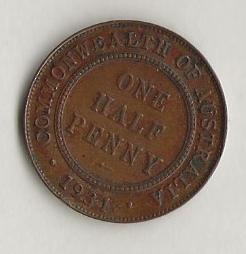 COMMONWEALTH OF AUSTRALIA
ONE
HALF
PENNY
· 1931 ·